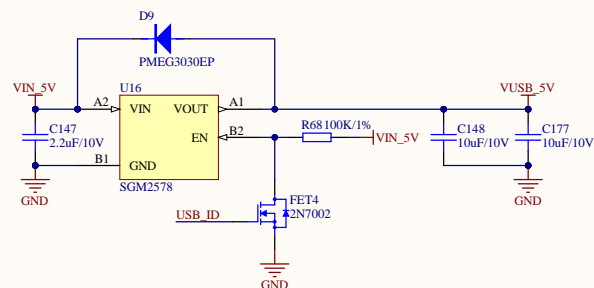 D9
PMEG3030EP
VIN_5V
U16
VUSB_5V
A2
VIN
VOUT
A1
C147
2.2uF/10V
EN
B2
R68 100K/1%
VIN_5V
C148
10uF/10V
C177
10uF/10V
B1
GND
SGM2578
GND
GND
USB_ID
FET4
2N7002
GND